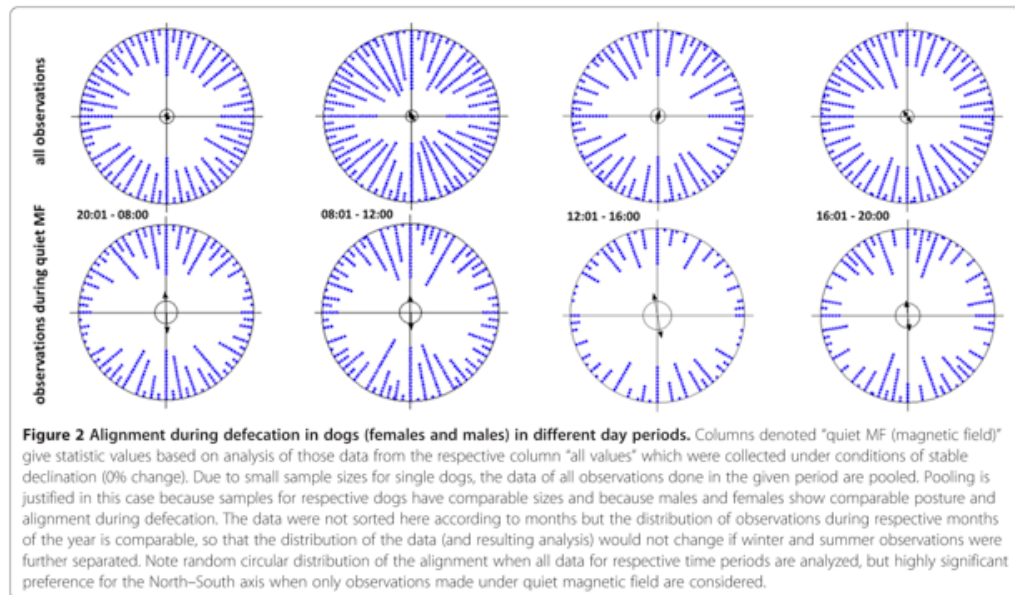 all observations
20:01 - 08:00
08:01 - 12:00
12:01 - 16:00
16:01 - 20:00
observations during quiet MF
Figure 2 Alignment during defecation in dogs (females and males) in different day periods. Columns denoted "quiet MF (magnetic field)"
give statistic values based on analysis of those data from the respective column "all values" which were collected under conditions of stable
declination (0% change). Due to small sample sizes for single dogs, the data of all observations done in the given period are pooled. Pooling is
justified in this case because samples for respective dogs have comparable sizes and because males and females show comparable posture and
alignment during defecation. The data were not sorted here according to months but the distribution of observations during respective months
of the year is comparable, so that the distribution of the data (and resulting analysis) would not change if winter and summer observations were
further separated. Note random circular distribution of the alignment when all data for respective time periods are analyzed, but highly significant
preference for the North–South axis when only observations made under quiet magnetic field are considered.